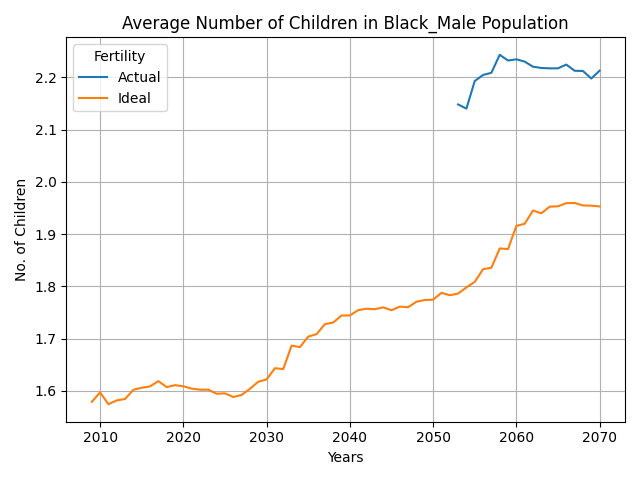 Average Number of Children in Black_Male Population
Fertility
Actual
Ideal
No. of Children
2.2
2.1
2.0
1.9
1.8
1.7
1.6
2010 2020 2030 2040 2050 2060 2070
Years